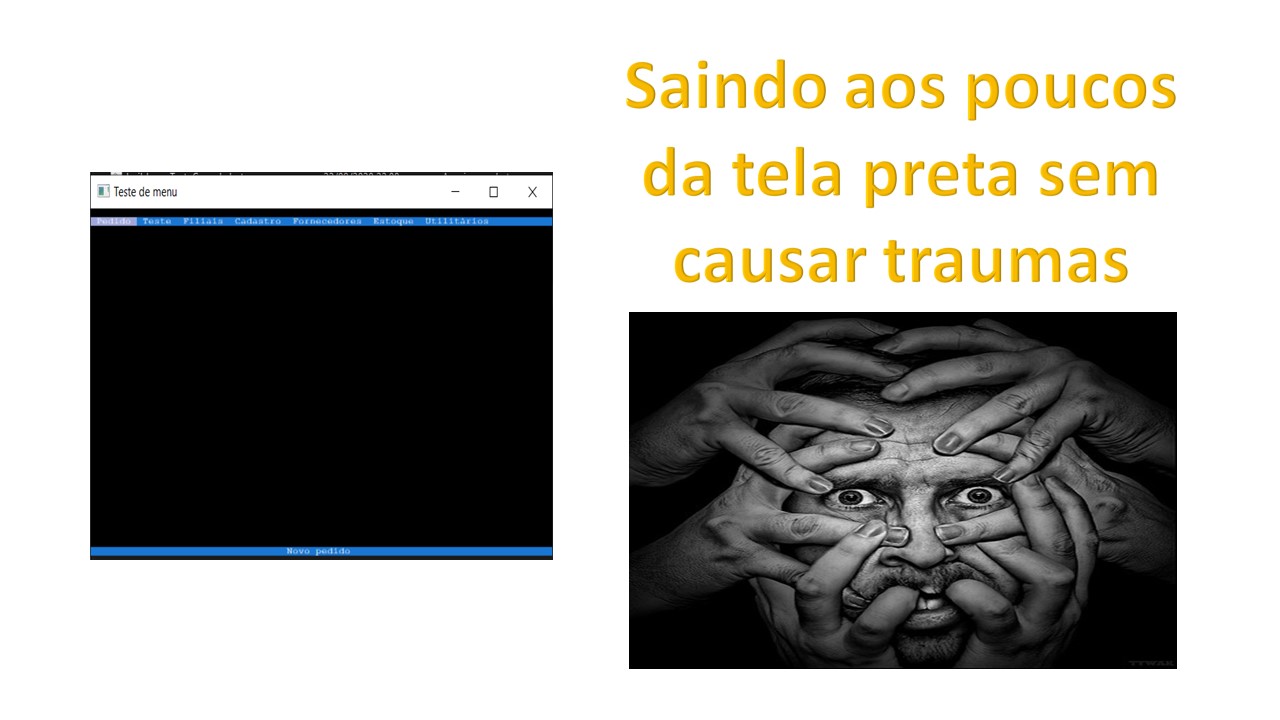 Saindo aos poucos
da tela preta sem
causar traumas
Teste de menu
Pedido Teste Filiais Cadastro Fornecedores Estoque Utilitários
Novo pedido